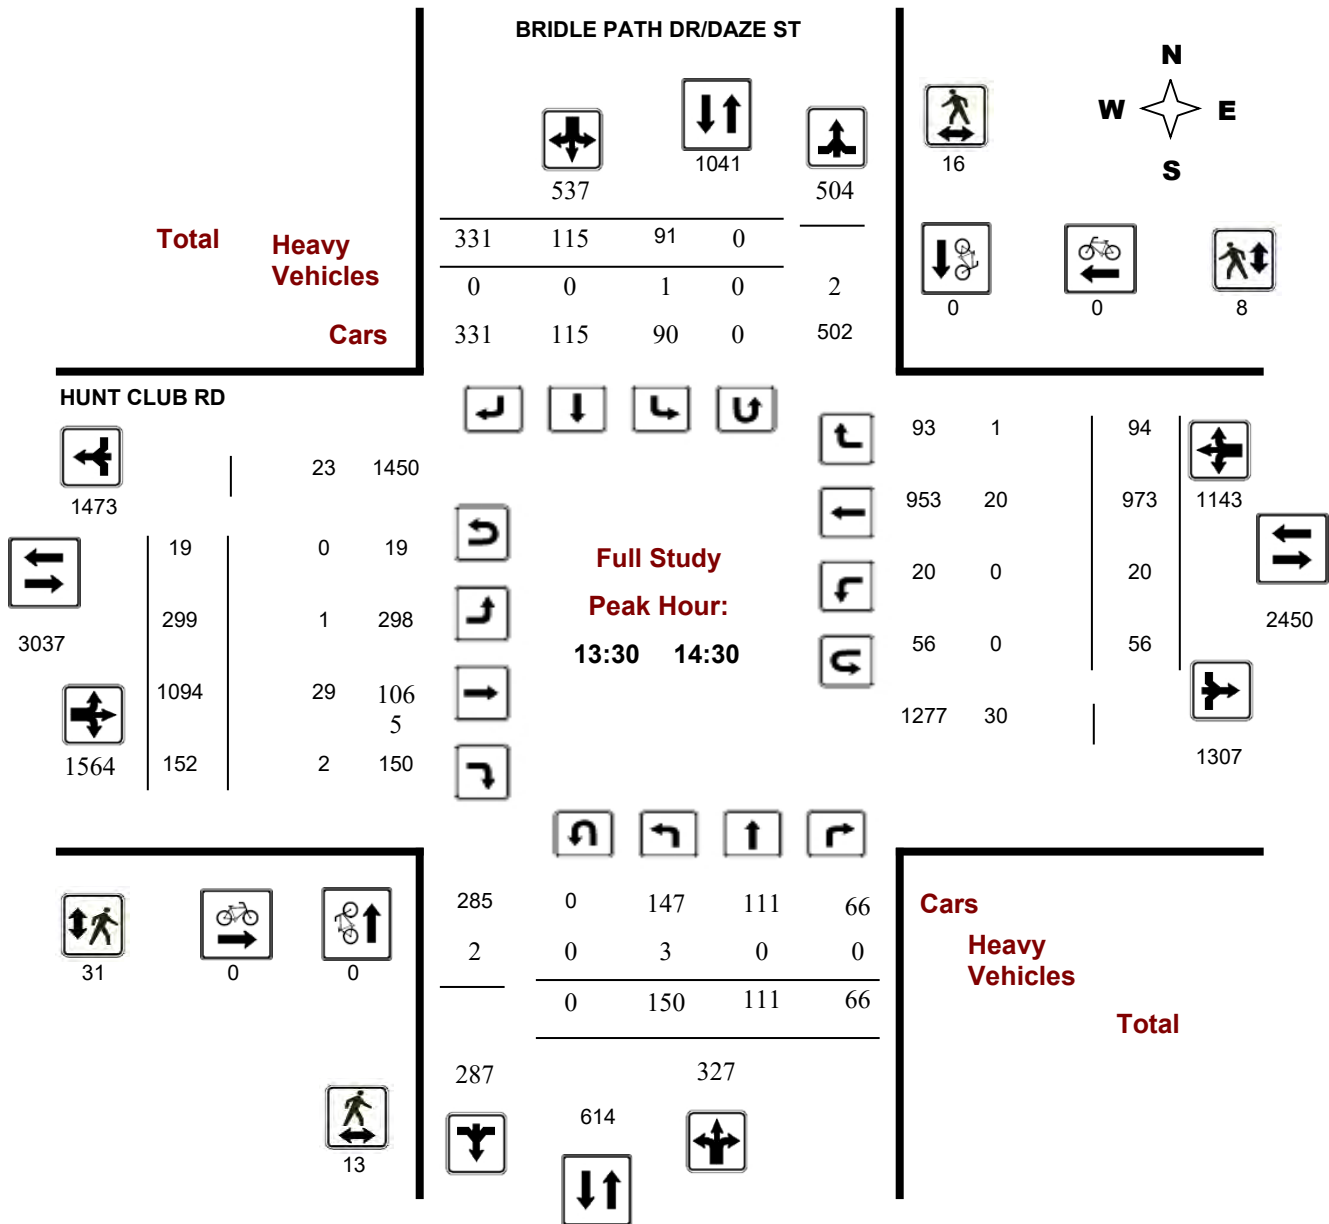 BRIDLE PATH DR/DAZE ST
N
W E
S
1041
16
537
504
Total
Heavy
Vehicles
331 115 91 0
0 0 1 0 2
0 0 8
Cars
331 115 90 0 502
HUNT CLUB RD
93 1 94
23 1450
1473
953 20 973 1143
19 0 19
Full Study
20 0 20
299 1 298
Peak Hour:
2450
3037
13:30 14:30
56 0 56
1094 29 106
5
1277 30
1564 152 2 150
1307
285 0 147 111 66
Cars
2 0 3 0 0
Heavy
Vehicles
31 0 0
0 150 111 66
Total
287 327
614
13